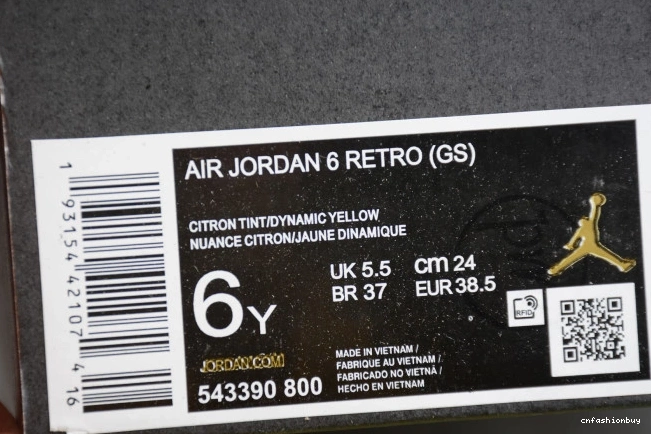 AIR JORDAN 6 RETRO (GS)
CITRON TINT/DYNAMIC YELLOW
NUANCE CITRON/JAUNE DINAMIQUE
6Y
UK 5.5 cm 24
BR 37 EUR 38.5
RFID
JORDAN.COM
543390 800
MADE IN VIETNAM /
FABRIQUE AU VIETNAM /
FABRICADO NO VIETNÃ /
HECHO EN VIETNAM
1 93154 42107 4 16
cnfashionbuy